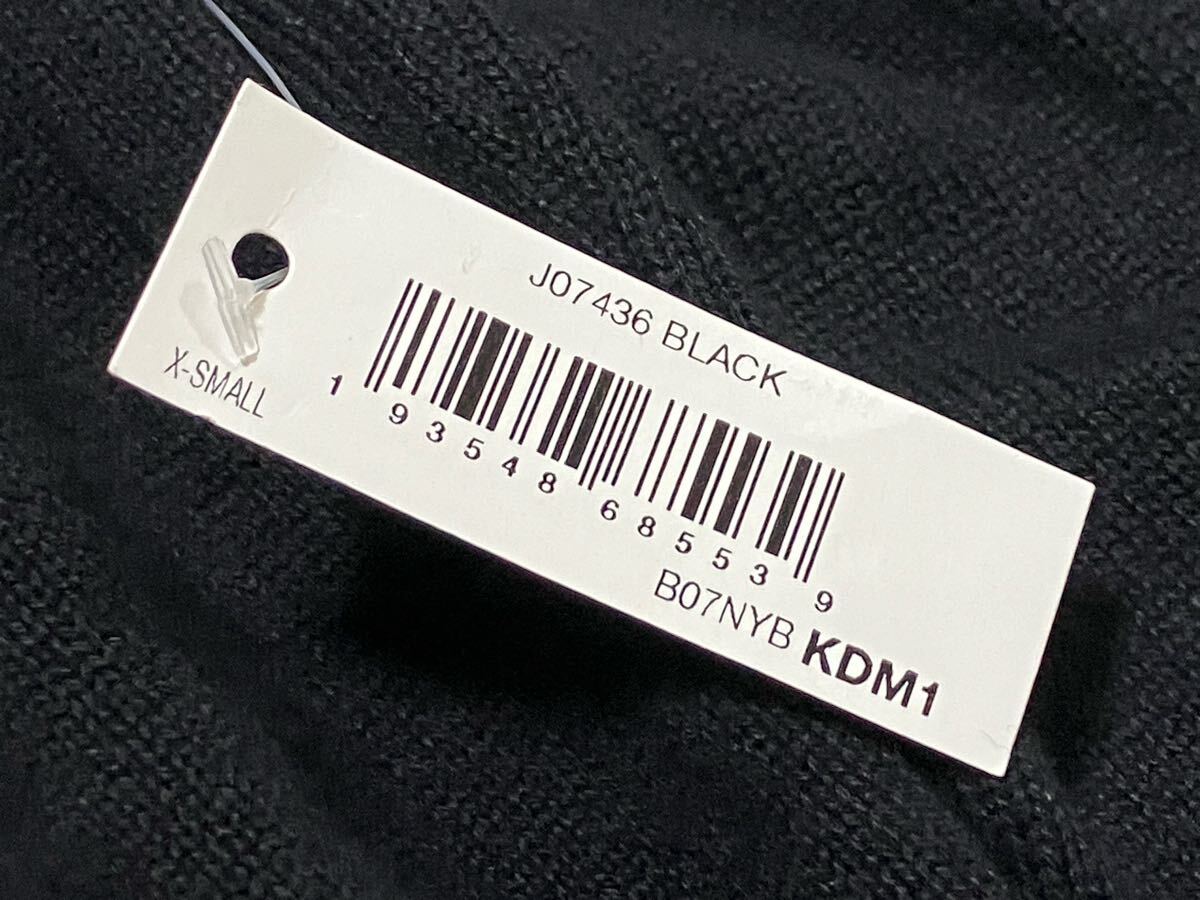 J07436 BLACK
X-SMALL
1 93548 68553 9
B07NYB KDM1